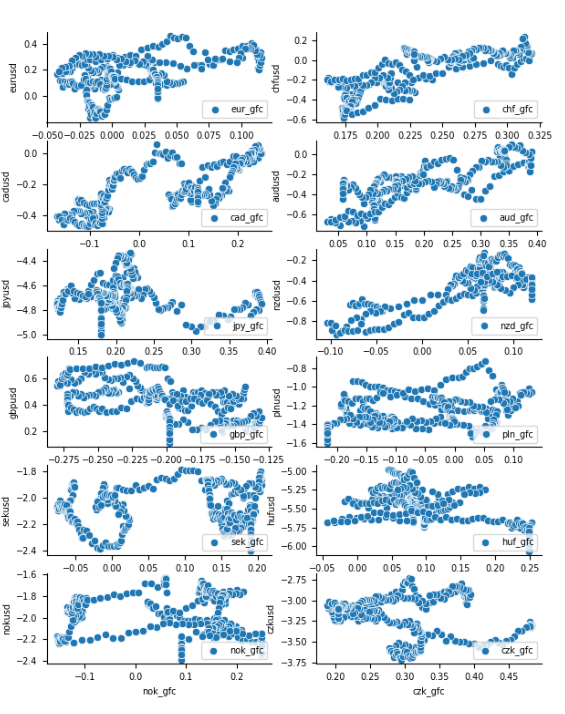 0.4
0.2
0.0
eurusd
eur_gfc
−0.050 −0.025 0.000 0.025 0.050 0.075 0.100
0.2
0.0
−0.2
−0.4
−0.6
chfusd
chf_gfc
0.175 0.200 0.225 0.250 0.275 0.300 0.325
0.0
−0.2
−0.4
cadusd
cad_gfc
−0.1 0.0 0.1 0.2
0.0
−0.2
−0.4
−0.6
audusd
aud_gfc
0.05 0.10 0.15 0.20 0.25 0.30 0.35 0.40
−4.4
−4.6
−4.8
−5.0
jpyusd
jpy_gfc
0.15 0.20 0.25 0.30 0.35 0.40
−0.2
−0.4
−0.6
−0.8
nzdusd
nzd_gfc
−0.10 −0.05 0.00 0.05 0.10
0.6
0.4
0.2
gbpusd
gbp_gfc
−0.275 −0.250 −0.225 −0.200 −0.175 −0.150 −0.125
−0.8
−1.0
−1.2
−1.4
−1.6
plnusd
pln_gfc
−0.20 −0.15 −0.10 −0.05 0.00 0.05 0.10
−1.8
−2.0
−2.2
−2.4
sekusd
sek_gfc
−0.05 0.00 0.05 0.10 0.15 0.20
−5.00
−5.25
−5.50
−5.75
−6.00
hufusd
huf_gfc
−0.05 0.00 0.05 0.10 0.15 0.20 0.25
−1.6
−1.8
−2.0
−2.2
−2.4
nokusd
nok_gfc
−0.1 0.0 0.1 0.2
nok_gfc
−2.75
−3.00
−3.25
−3.50
−3.75
czkusd
czk_gfc
0.20 0.25 0.30 0.35 0.40 0.45
czk_gfc